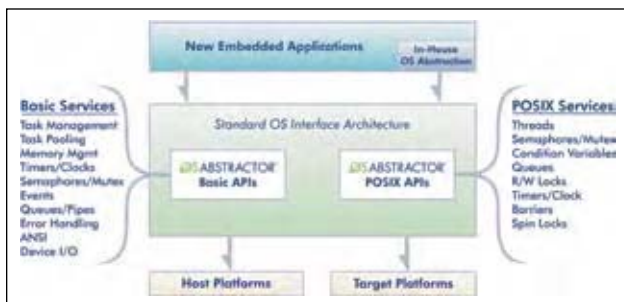 New Embedded Applications
In-House
OS Abstraction
Basic Services
Task Management
Task Pooling
Memory Mgmt
Timers/Clocks
Semaphores/Mutex
Events
Queues/Pipes
Error Handling
ANSI
Device I/O
Standard OS Interface Architecture
OS ABSTRACTOR
Basic APIs
OS ABSTRACTOR
POSIX APIs
POSIX Services
Threads
Semaphores/Mutex
Condition Variables
Queues
R/W Locks
Timers/Clock
Barriers
Spin Locks
Host Platforms
Target Platforms